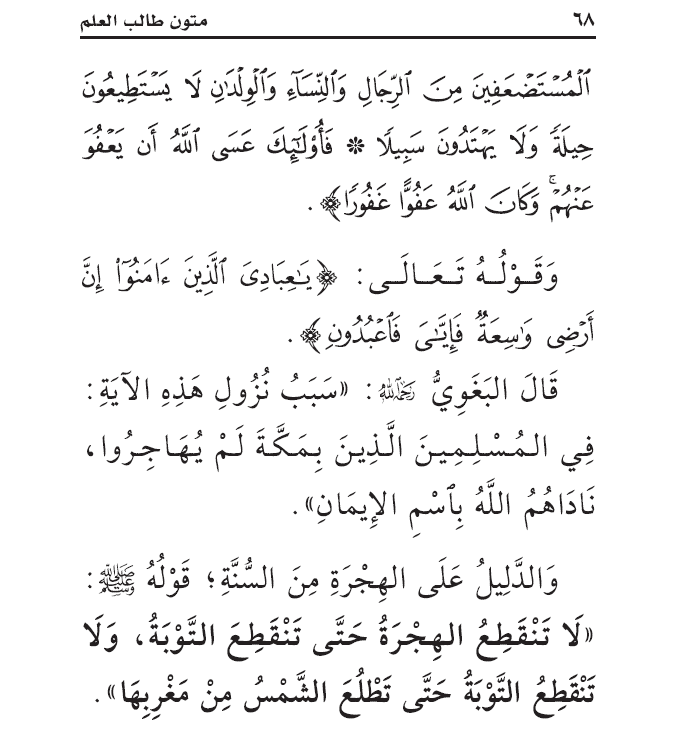 ٦٨ متون طالب العلم
ٱلْمُسْتَضْعَفِينَ مِنَ ٱلرِّجَالِ وَٱلنِّسَآءِ وَٱلْوِلْدَٰنِ لَا يَسْتَطِيعُونَ
حِيلَةً وَلَا يَهْتَدُونَ سَبِيلًا * فَأُو۟لَٰٓئِكَ عَسَى ٱللَّهُ أَن يَعْفُوَ
عَنْهُمْ ۚ وَكَانَ ٱللَّهُ عَفُوًّا غَفُورًا﴾.
وَقَوْلُهُ تَعَالَى: ﴿يَٰعِبَادِىَ ٱلَّذِينَ ءَامَنُوٓا۟ إِنَّ
أَرْضِى وَٰسِعَةٌ فَإِيَّٰىَ فَٱعْبُدُونِ﴾.
قَالَ البَغَوِيُّ رَحِمَهُ اللَّهُ: «سَبَبُ نُزُولِ هَذِهِ الآيَةِ:
فِي المُسْلِمِينَ الَّذِينَ بِمَكَّةَ لَمْ يُهَاجِرُوا،
نَادَاهُمُ اللَّهُ بِٱسْمِ الإِيمَانِ».
وَالدَّلِيلُ عَلَى الهِجْرَةِ مِنَ السُّنَّةِ؛ قَوْلُهُ ﷺ:
«لَا تَنْقَطِعُ الهِجْرَةُ حَتَّى تَنْقَطِعَ التَّوْبَةُ، وَلَا
تَنْقَطِعُ التَّوْبَةُ حَتَّى تَطْلُعَ الشَّمْسُ مِنْ مَغْرِبِهَا».